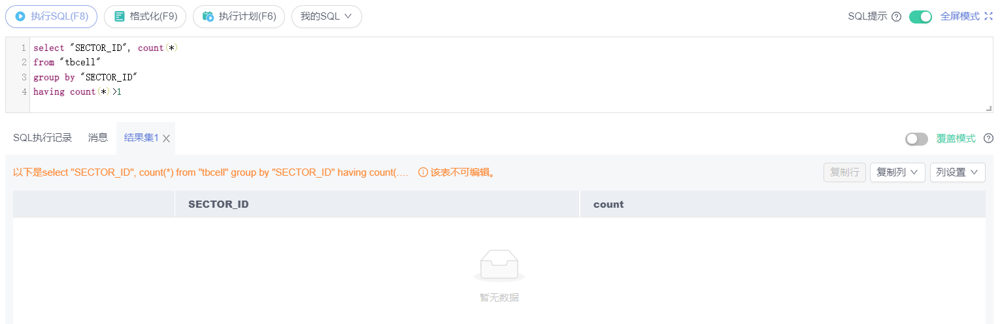 执行SQL(F8) 格式化(F9) 执行计划(F6) 我的SQL SQL提示 全屏模式
1 select "SECTOR_ID", count(*)
2 from "tbcell"
3 group by "SECTOR_ID"
4 having count(*)>1
SQL执行记录 消息 结果集1 覆盖模式
以下是select "SECTOR_ID", count(*) from "tbcell" group by "SECTOR_ID" having count(.... 该表不可编辑。 复制行 复制列 列设置
SECTOR_ID count
暂无数据